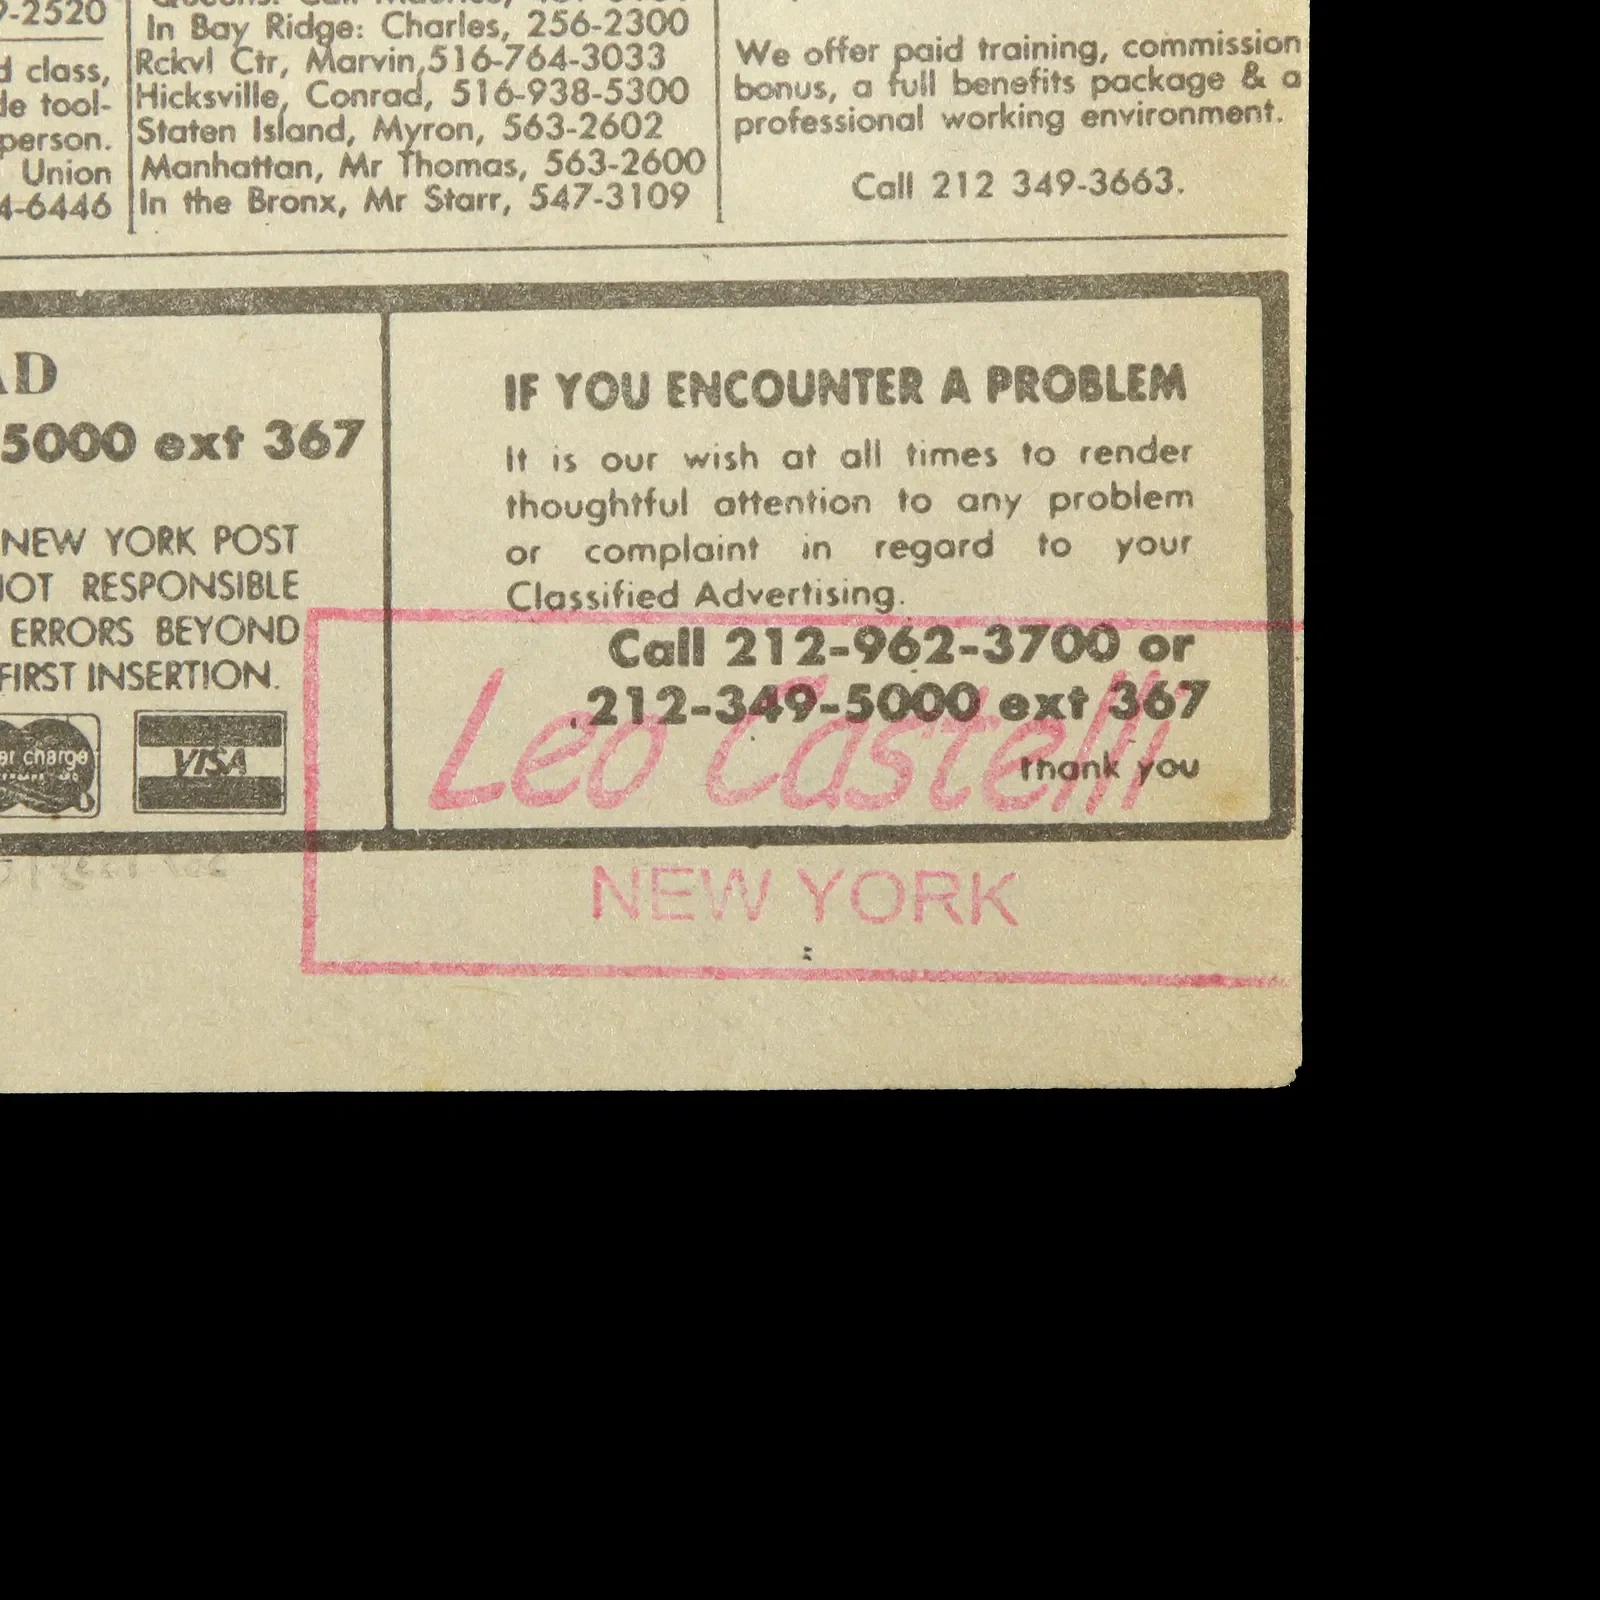 -2520
d class,
de tool-
person.
Union
4-6446
In Bay Ridge: Charles, 256-2300
Rckvl Ctr, Marvin,516-764-3033
Hicksville, Conrad, 516-938-5300
Staten Island, Myron, 563-2602
Manhattan, Mr Thomas, 563-2600
In the Bronx, Mr Starr, 547-3109
We offer paid training, commission
bonus, a full benefits package & a
professional working environment.
Call 212 349-3663.
AD
5000 ext 367
NEW YORK POST
NOT RESPONSIBLE
ERRORS BEYOND
FIRST INSERTION.
er charge
VISA
IF YOU ENCOUNTER A PROBLEM
It is our wish at all times to render
thoughtful attention to any problem
or complaint in regard to your
Classified Advertising.
Call 212-962-3700 or
212-349-5000 ext 367
thank you
Leo Castelli
NEW YORK